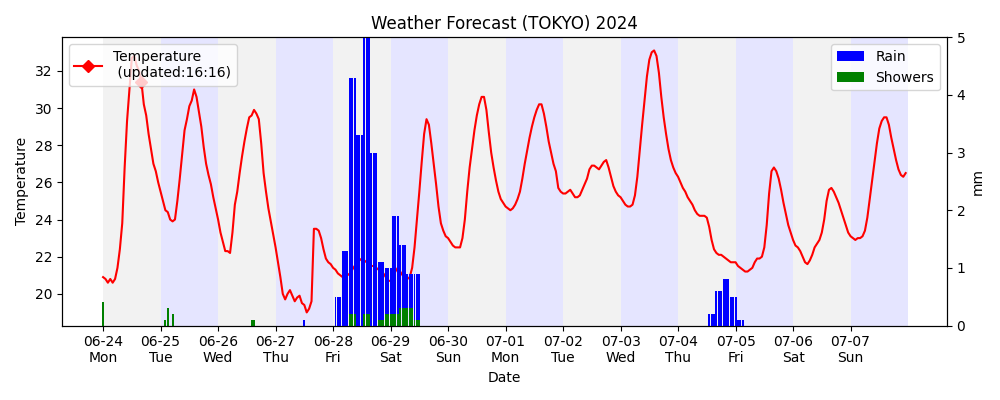 Weather Forecast (TOKYO) 2024
Temperature
(updated:16:16)
Rain
Showers
Temperature
32
30
28
26
24
22
20
5
4
3
2
1
0
mm
06-24 06-25 06-26 06-27 06-28 06-29 06-30 07-01 07-02 07-03 07-04 07-05 07-06 07-07
Mon Tue Wed Thu Fri Sat Sun Mon Tue Wed Thu Fri Sat Sun
Date